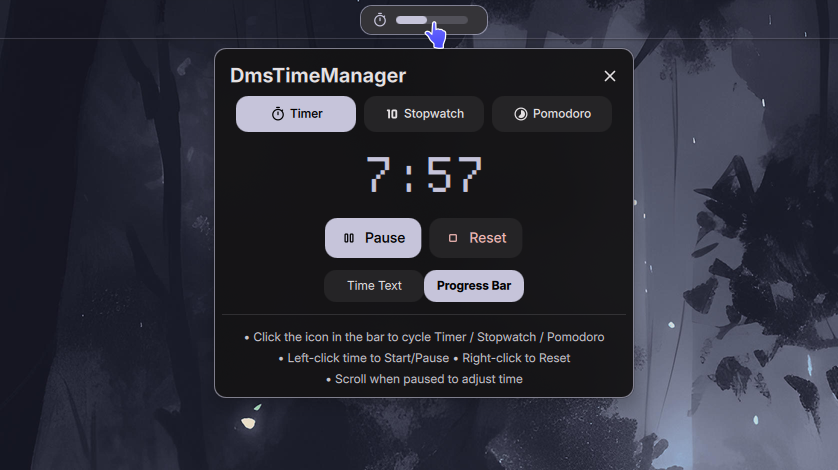 DmsTimeManager
Timer
10 Stopwatch
Pomodoro
7:57
Pause
Reset
Time Text
Progress Bar
• Click the icon in the bar to cycle Timer / Stopwatch / Pomodoro
• Left-click time to Start/Pause • Right-click to Reset
• Scroll when paused to adjust time